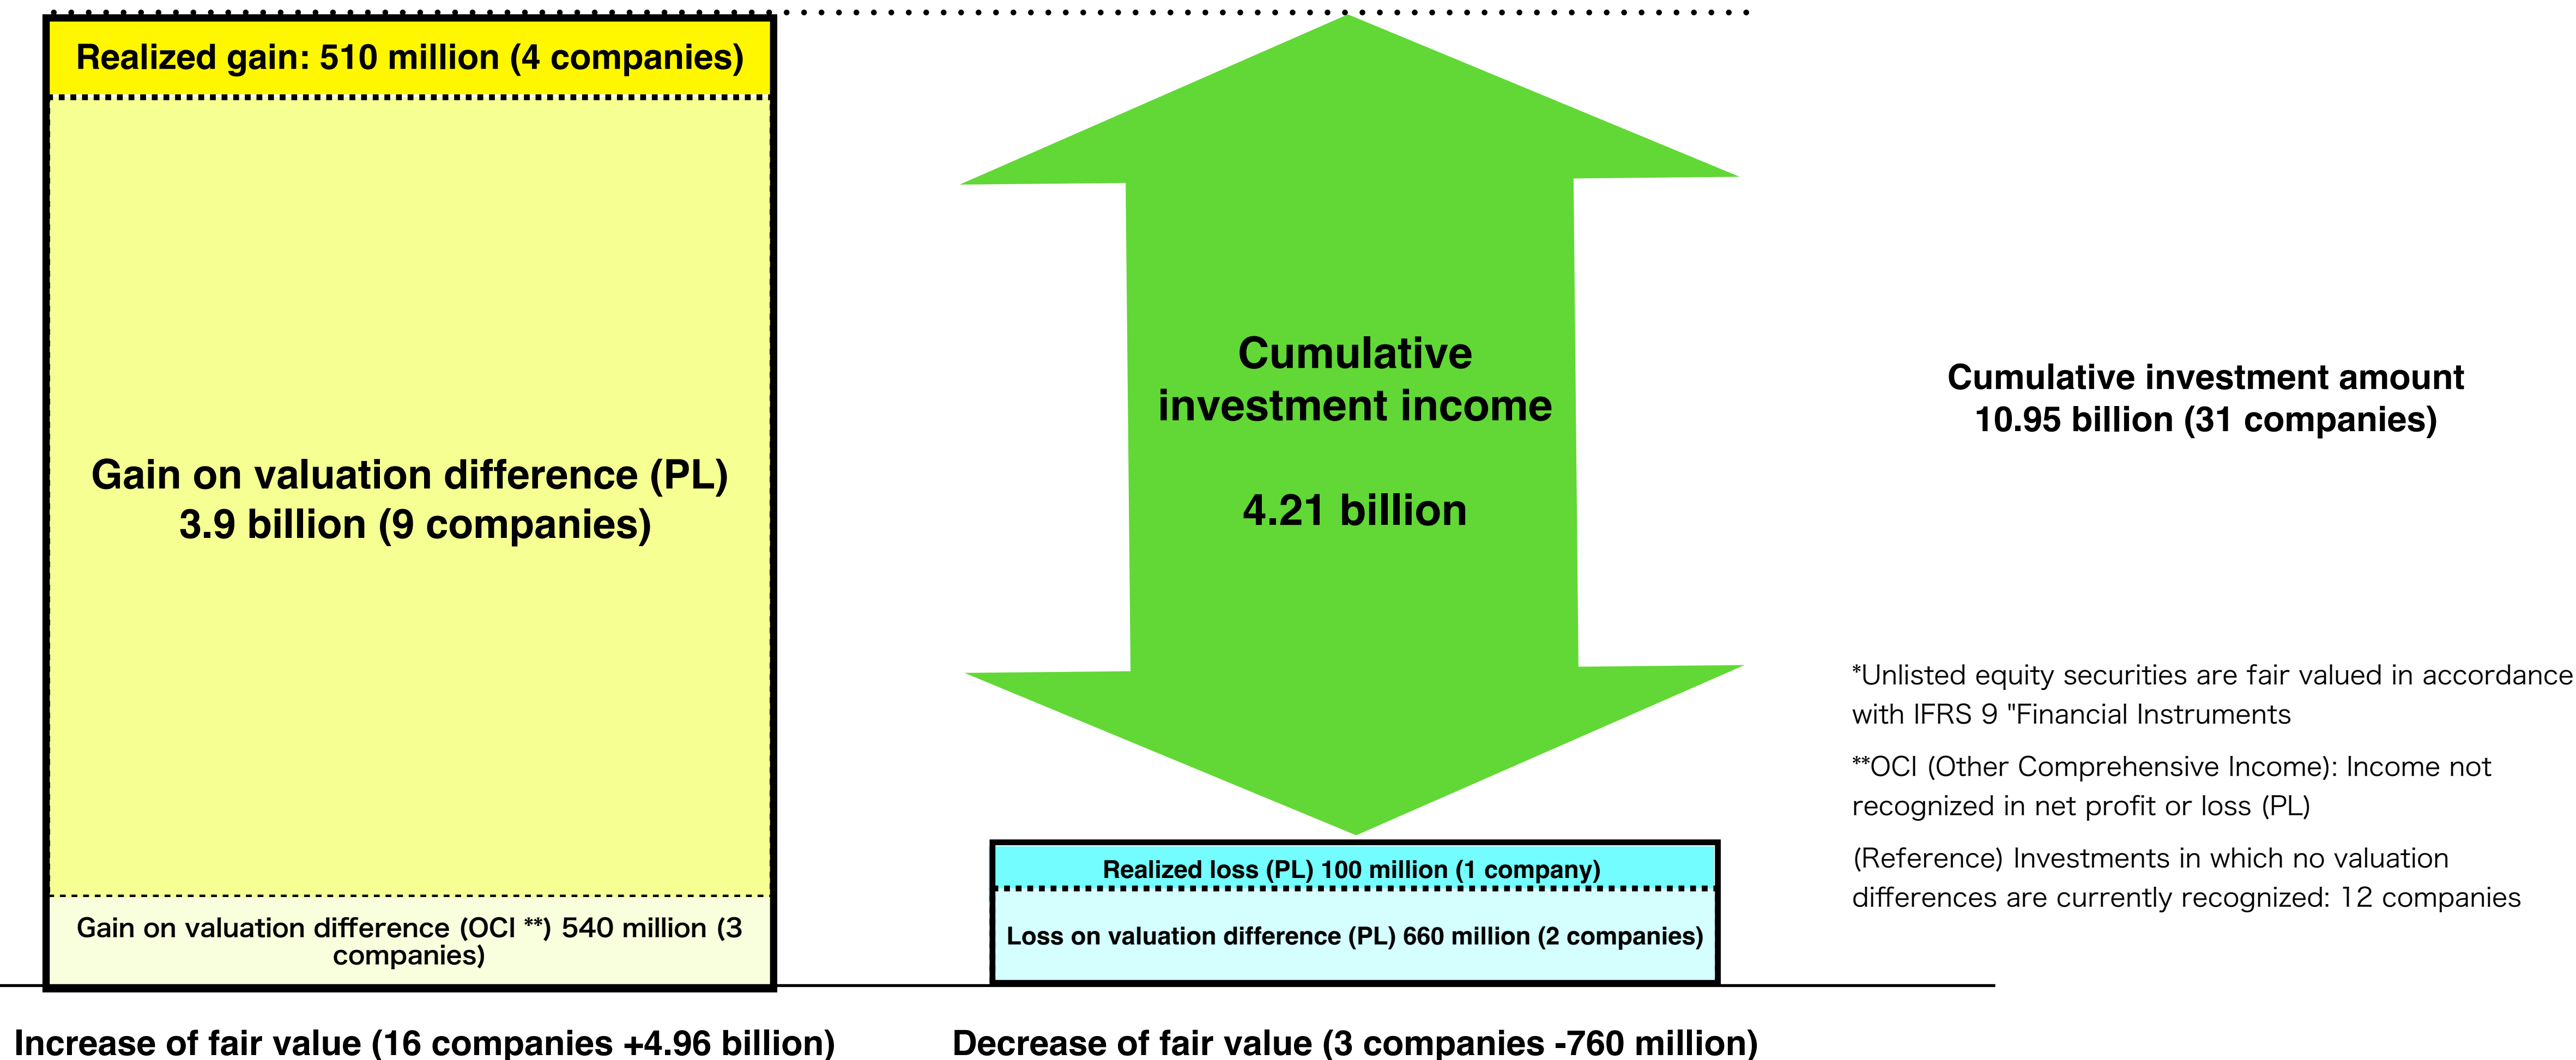 Realized gain: 510 million (4 companies)
Gain on valuation difference (PL)
3.9 billion (9 companies)
Gain on valuation difference (OCI **) 540 million (3
companies)
Increase of fair value (16 companies +4.96 billion)
Cumulative
investment income
4.21 billion
Realized loss (PL) 100 million (1 company)
Loss on valuation difference (PL) 660 million (2 companies)
Decrease of fair value (3 companies -760 million)
Cumulative investment amount
10.95 billion (31 companies)
*Unlisted equity securities are fair valued in accordance
with IFRS 9 "Financial Instruments
**OCI (Other Comprehensive Income): Income not
recognized in net profit or loss (PL)
(Reference) Investments in which no valuation
differences are currently recognized: 12 companies